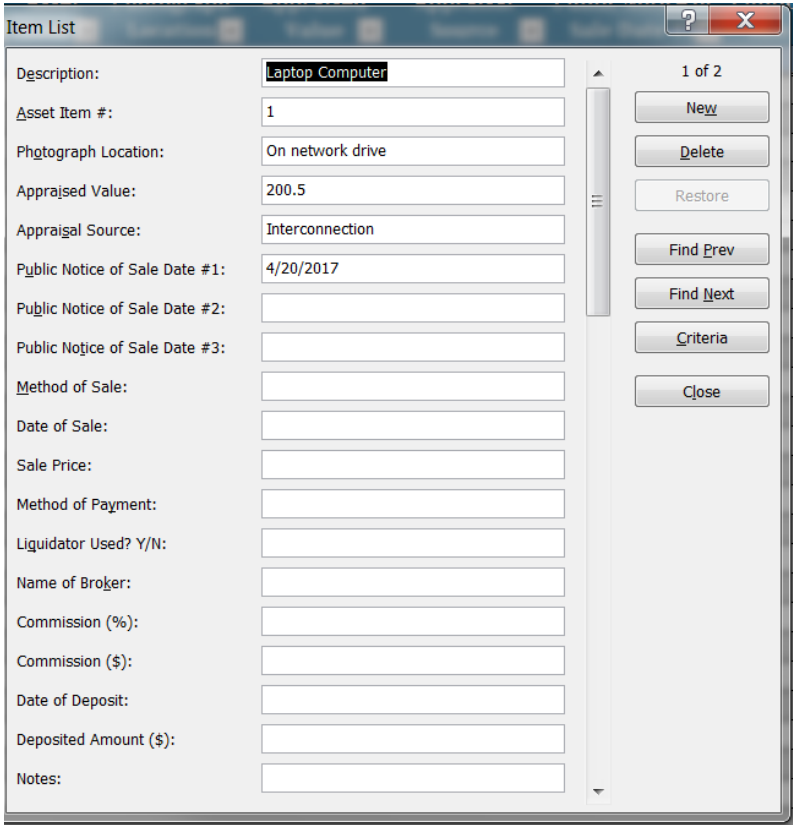 Item List
Description: Laptop Computer
1 of 2
Asset Item #: 1
New
Photograph Location: On network drive
Delete
Appraised Value: 200.5
Restore
Appraisal Source: Interconnection
Public Notice of Sale Date #1: 4/20/2017
Find Prev
Public Notice of Sale Date #2:
Find Next
Public Notice of Sale Date #3:
Criteria
Method of Sale:
Close
Date of Sale:
Sale Price:
Method of Payment:
Liquidator Used? Y/N:
Name of Broker:
Commission (%):
Commission ($):
Date of Deposit:
Deposited Amount ($):
Notes: